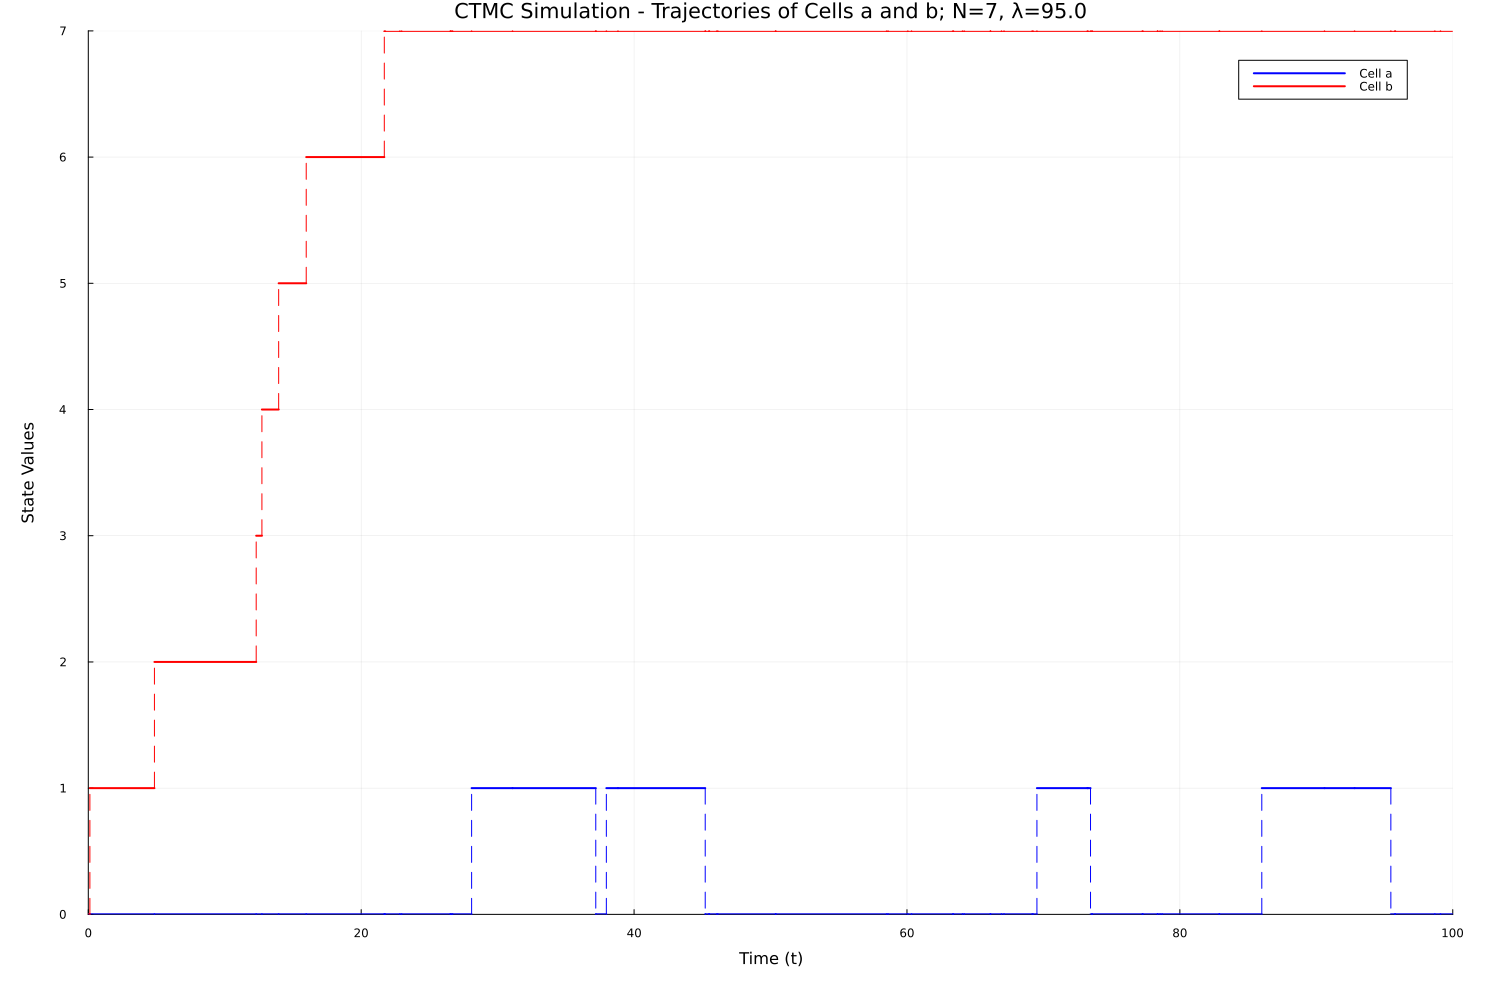 CTMC Simulation - Trajectories of Cells a and b; N=7, λ=95.0
7
Cell a
Cell b
6
5
4
State Values
3
2
1
0
0 20 40 60 80 100
Time (t)